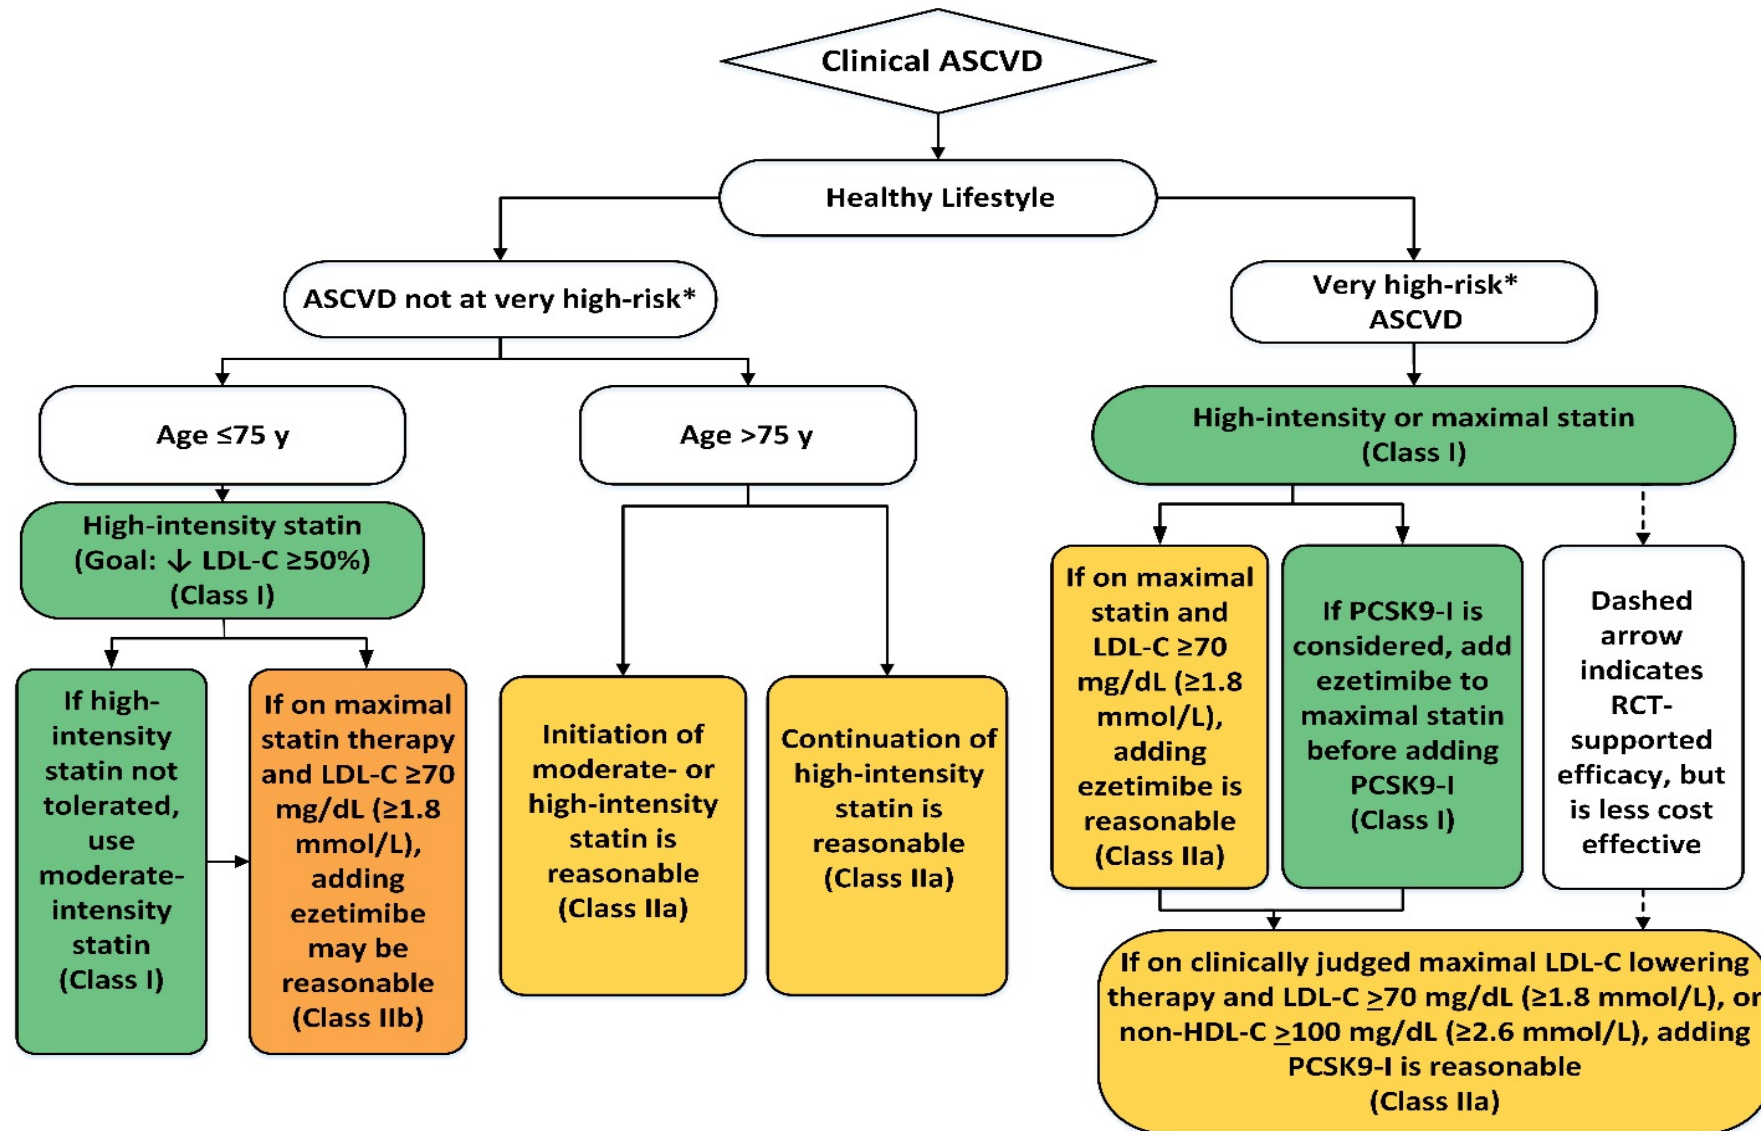 Clinical ASCVD
Healthy Lifestyle
ASCVD not at very high-risk*
Very high-risk*
ASCVD
Age ≤75 y
Age >75 y
High-intensity or maximal statin
(Class I)
High-intensity statin
(Goal: ↓ LDL-C ≥50%)
(Class I)
If high-
intensity
statin not
tolerated,
use
moderate-
intensity
statin
(Class I)
If on maximal
statin therapy
and LDL-C ≥70
mg/dL (≥1.8
mmol/L),
adding
ezetimibe
may be
reasonable
(Class IIb)
Initiation of
moderate- or
high-intensity
statin is
reasonable
(Class IIa)
Continuation of
high-intensity
statin is
reasonable
(Class IIa)
If on maximal
statin and
LDL-C ≥70
mg/dL (≥1.8
mmol/L),
adding
ezetimibe is
reasonable
(Class IIa)
If PCSK9-I is
considered, add
ezetimibe to
maximal statin
before adding
PCSK9-I
(Class I)
Dashed
arrow
indicates
RCT-
supported
efficacy, but
is less cost
effective
If on clinically judged maximal LDL-C lowering
therapy and LDL-C ≥70 mg/dL (≥1.8 mmol/L), or
non-HDL-C ≥100 mg/dL (≥2.6 mmol/L), adding
PCSK9-I is reasonable
(Class IIa)